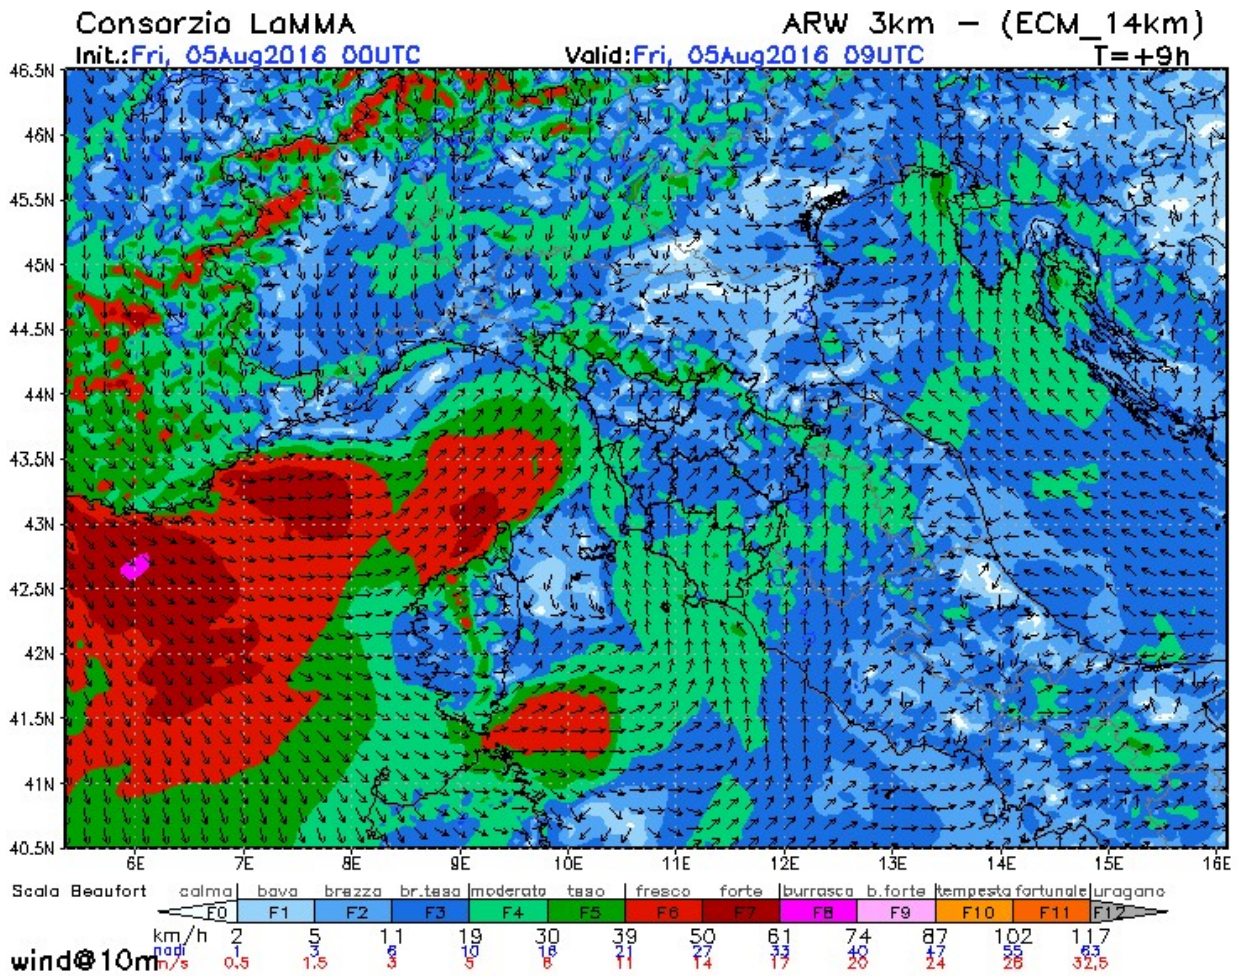 Consorzio LaMMA ARW 3km – (ECM_14km)
Init.:Fri, 05Aug2016 00UTC Valid:Fri, 05Aug2016 09UTC T=+9h
46.5N
46N
45.5N
45N
44.5N
44N
43.5N
43N
42.5N
42N
41.5N
41N
40.5N
6E 7E 8E 9E 10E 11E 12E 13E 14E 15E 16E
Scala Beaufort calma bava brezza br.tesa moderato teso fresco forte burrasca b.forte tempesta fortunale uragano
F0 F1 F2 F3 F4 F5 F6 F7 F8 F9 F10 F11 F12
km/h 2 5 11 19 30 39 50 61 74 87 102 117
nodi 1 3 6 10 16 21 27 33 40 47 55 63
wind@10m m/s 0.5 1.5 3 5 8 11 14 17 20 24 28 32.5